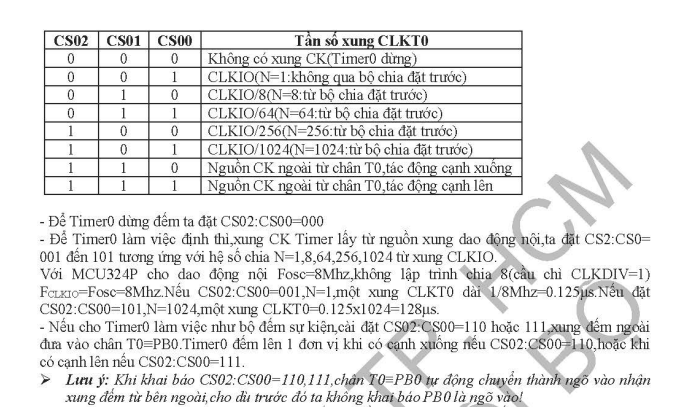 CS02 CS01 CS00 Tần số xung CLKT0
0 0 0 Không có xung CK(Timer0 dừng)
0 0 1 CLKIO(N=1:không qua bộ chia đặt trước)
0 1 0 CLKIO/8(N=8:từ bộ chia đặt trước)
0 1 1 CLKIO/64(N=64:từ bộ chia đặt trước)
1 0 0 CLKIO/256(N=256:từ bộ chia đặt trước)
1 0 1 CLKIO/1024(N=1024:từ bộ chia đặt trước)
1 1 0 Nguồn CK ngoài từ chân T0,tác động cạnh xuống
1 1 1 Nguồn CK ngoài từ chân T0,tác động cạnh lên
- Để Timer0 dừng đếm ta đặt CS02:CS00=000
- Để Timer0 làm việc định thì,xung CK Timer lấy từ nguồn xung dao động nội,ta đặt CS2:CS0=
001 đến 101 tương ứng với hệ số chia N=1,8,64,256,1024 từ xung CLKIO.
Với MCU324P cho dao động nội Fosc=8Mhz,không lập trình chia 8(cầu chì CLKDIV=1)
FCLKIO=Fosc=8Mhz.Nếu CS02:CS00=001,N=1,một xung CLKT0 dài 1/8Mhz=0.125µs.Nếu đặt
CS02:CS00=101,N=1024,một xung CLKT0=0.125x1024=128µs.
- Nếu cho Timer0 làm việc như bộ đếm sự kiện,cài đặt CS02:CS00=110 hoặc 111,xung đếm ngoài
đưa vào chân T0≡PB0.Timer0 đếm lên 1 đơn vị khi có cạnh xuống nếu CS02:CS00=110,hoặc khi
có cạnh lên nếu CS02:CS00=111.
➢ Lưu ý: Khi khai báo CS02:CS00=110,111,chân T0≡PB0 tự động chuyển thành ngõ vào nhận
xung đếm từ bên ngoài,cho dù trước đó ta không khai báo PB0 là ngõ vào!
TP. HCM
BỘ